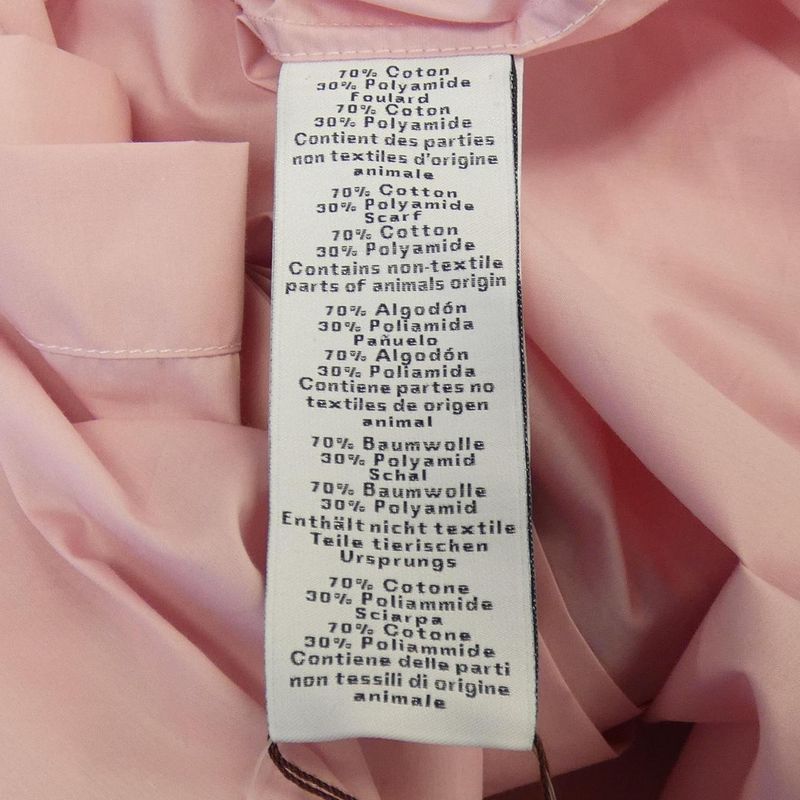 70% Coton
30% Polyamide
Foulard
70% Coton
30% Polyamide
Contient des parties
non textiles d'origine
animale
70% Cotton
30% Polyamide
Scarf
70% Cotton
30% Polyamide
Contains non-textile
parts of animals origin
70% Algodón
30% Poliamida
Pañuelo
70% Algodón
30% Poliamida
Contiene partes no
textiles de origen
animal
70% Baumwolle
30% Polyamid
Schal
70% Baumwolle
30% Polyamid
Enthält nicht textile
Teile tierischen
Ursprungs
70% Cotone
30% Poliammide
Sciarpa
70% Cotone
30% Poliammide
Contiene delle parti
non tessili di origine
animale